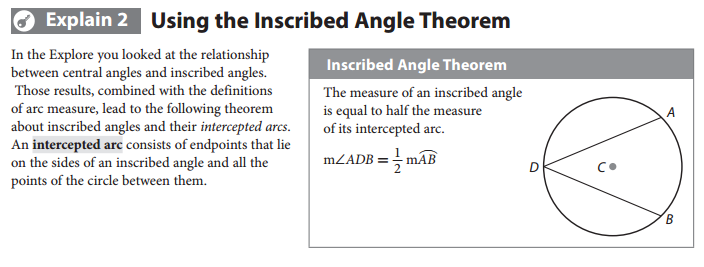 Explain 2 Using the Inscribed Angle Theorem
In the Explore you looked at the relationship
between central angles and inscribed angles.
Those results, combined with the definitions
of arc measure, lead to the following theorem
about inscribed angles and their intercepted arcs.
An intercepted arc consists of endpoints that lie
on the sides of an inscribed angle and all the
points of the circle between them.
Inscribed Angle Theorem
The measure of an inscribed angle
is equal to half the measure
of its intercepted arc.
m∠ADB = 1/2 mA͡B
A
D
C
B